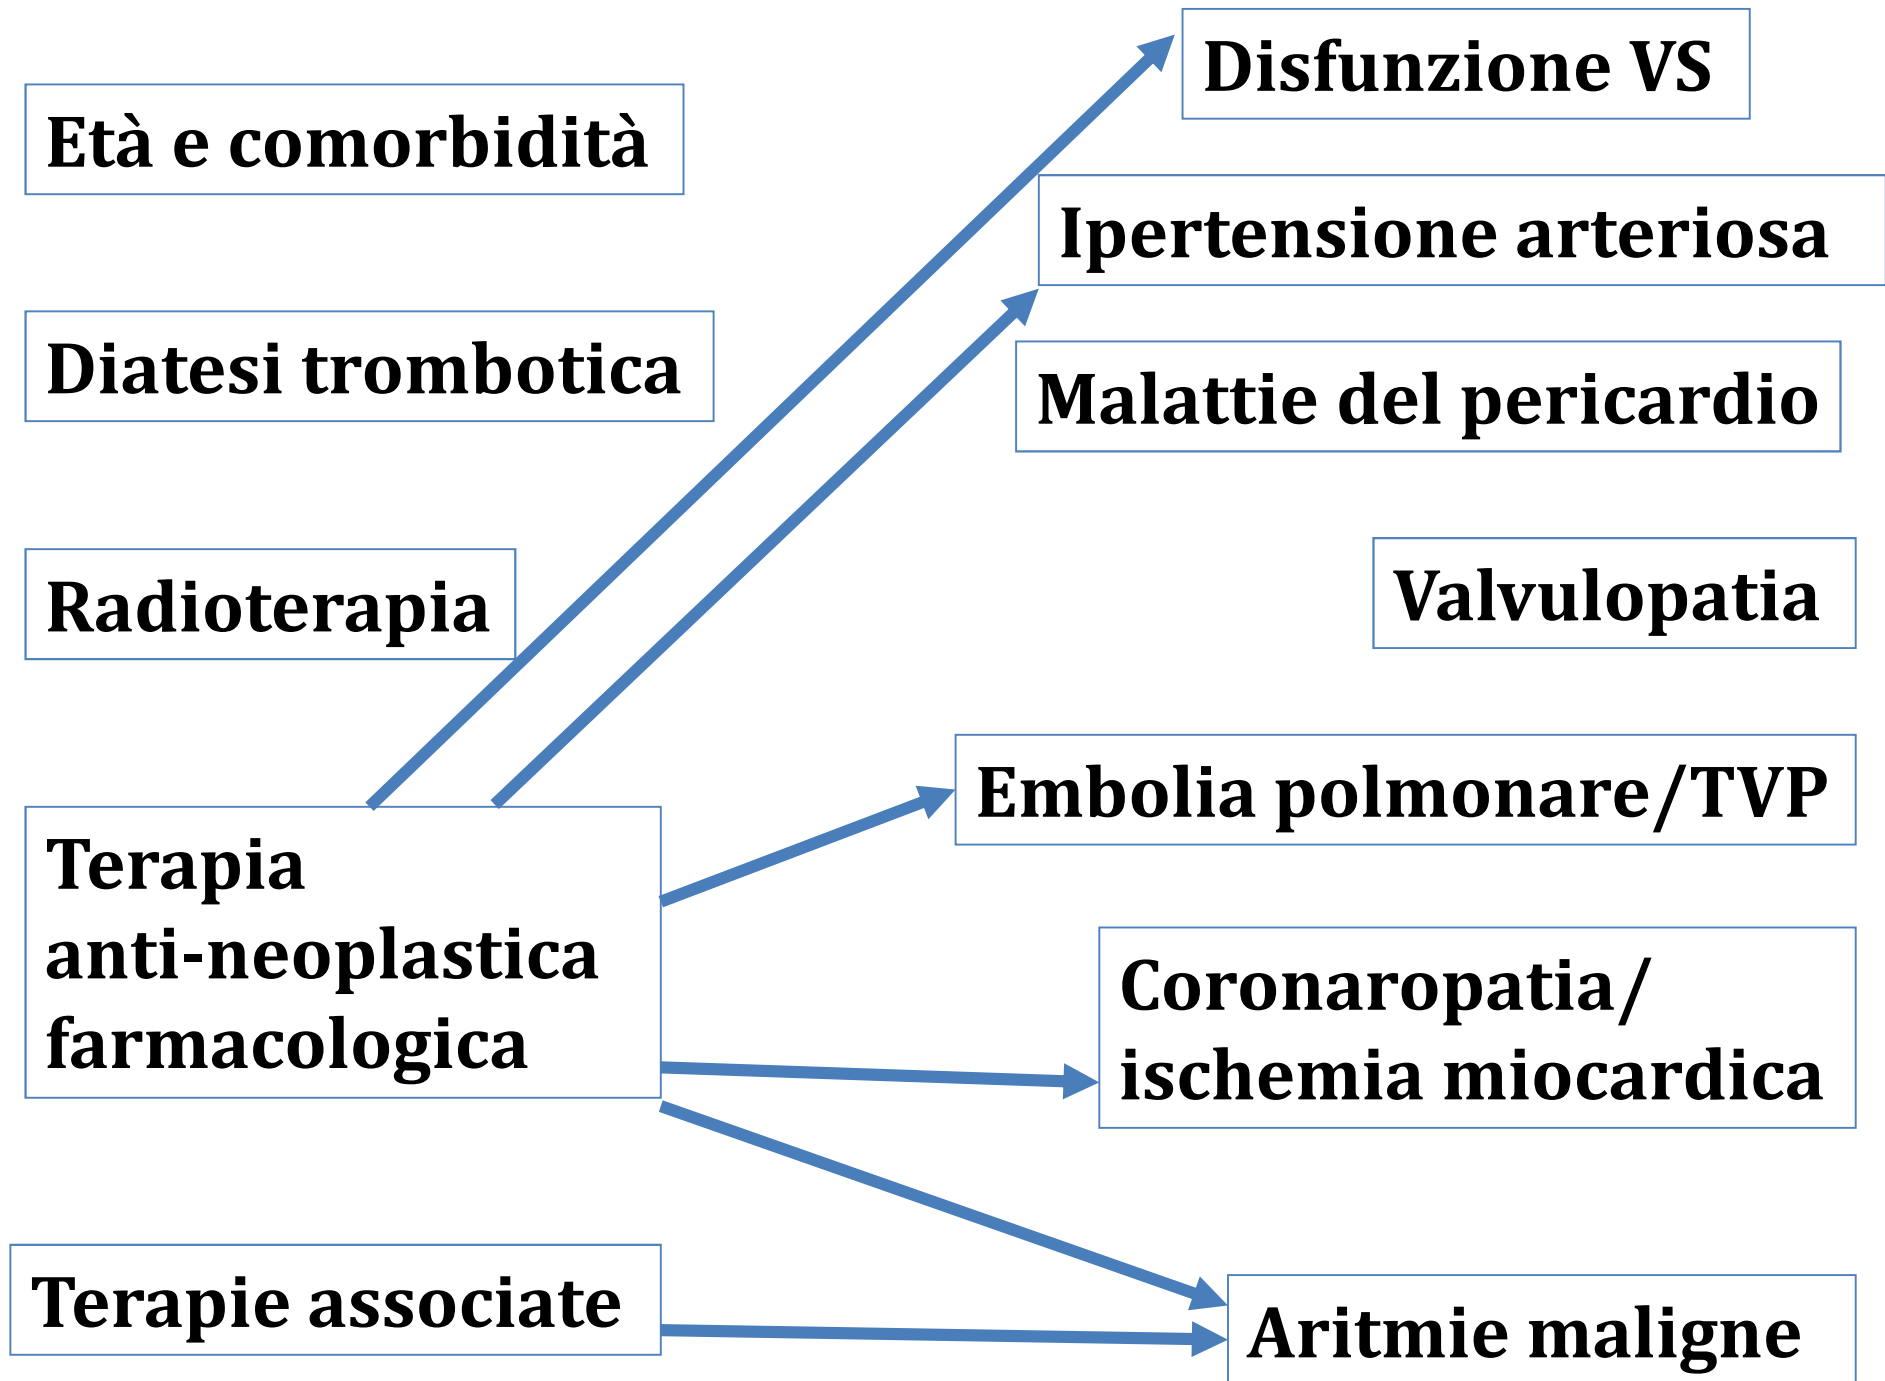 Età e comorbidità
Diatesi trombotica
Radioterapia
Terapia
anti-neoplastica
farmacologica
Terapie associate
Disfunzione VS
Ipertensione arteriosa
Malattie del pericardio
Valvulopatia
Embolia polmonare/TVP
Coronaropatia/
ischemia miocardica
Aritmie maligne